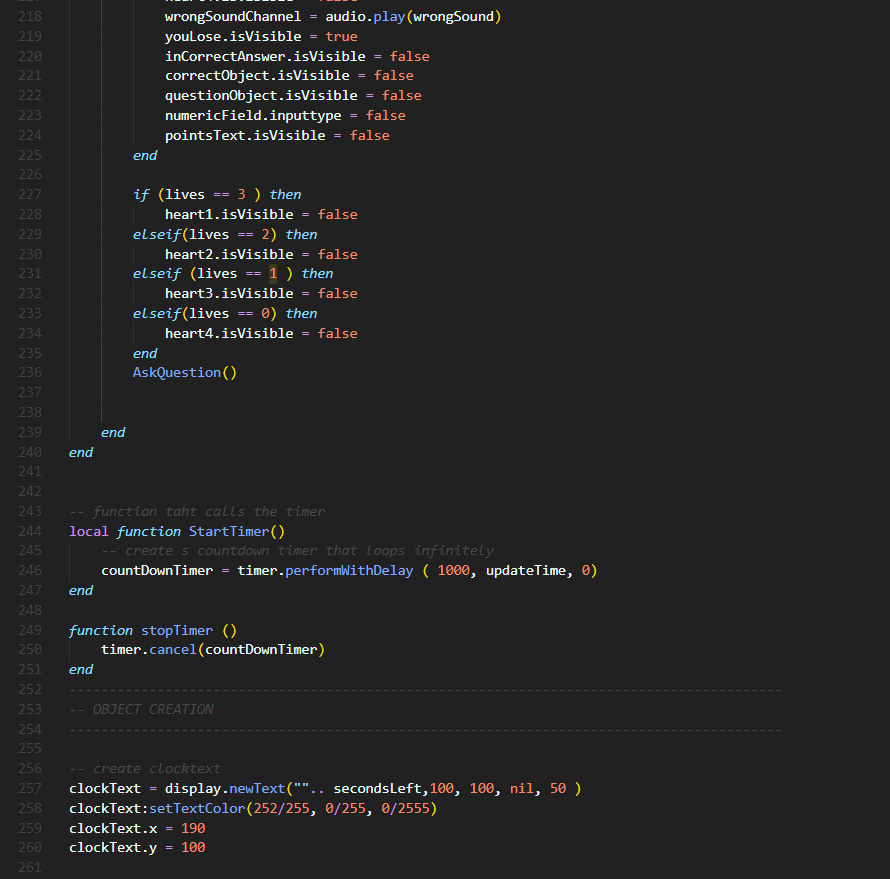 218 wrongSoundChannel = audio.play(wrongSound)
219 youLose.isVisible = true
220 inCorrectAnswer.isVisible = false
221 correctObject.isVisible = false
222 questionObject.isVisible = false
223 numericField.inputtype = false
224 pointsText.isVisible = false
225 end
226
227 if (lives == 3 ) then
228 heart1.isVisible = false
229 elseif(lives == 2) then
230 heart2.isVisible = false
231 elseif (lives == 1 ) then
232 heart3.isVisible = false
233 elseif(lives == 0) then
234 heart4.isVisible = false
235 end
236 AskQuestion()
237
238
239 end
240 end
241
242
243 -- function taht calls the timer
244 local function StartTimer()
245 -- create s countdown timer that loops infinitely
246 countDownTimer = timer.performWithDelay ( 1000, updateTime, 0)
247 end
248
249 function stopTimer ()
250 timer.cancel(countDownTimer)
251 end
252 -----------------------------------------------------------------------------------------
253 -- OBJECT CREATION
254 -----------------------------------------------------------------------------------------
255
256 -- create clocktext
257 clockText = display.newText("".. secondsLeft,100, 100, nil, 50 )
258 clockText:setTextColor(252/255, 0/255, 0/2555)
259 clockText.x = 190
260 clockText.y = 100
261